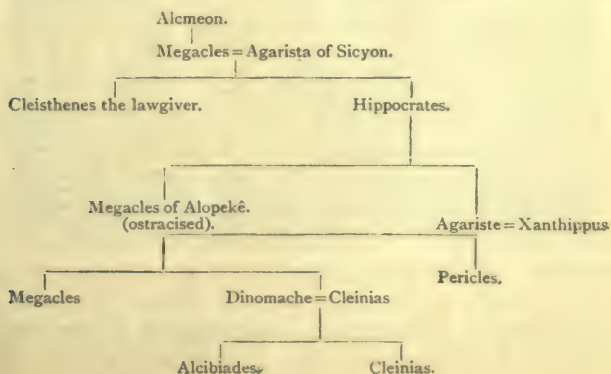 Alcmeon.
Megacles = Agarista of Sicyon.
Cleisthenes the lawgiver. Hippocrates.
Megacles of Alopekê.
(ostracised). Agariste = Xanthippus.
Pericles.
Megacles Dinomache = Cleinias
Alcibiades. Cleinias.